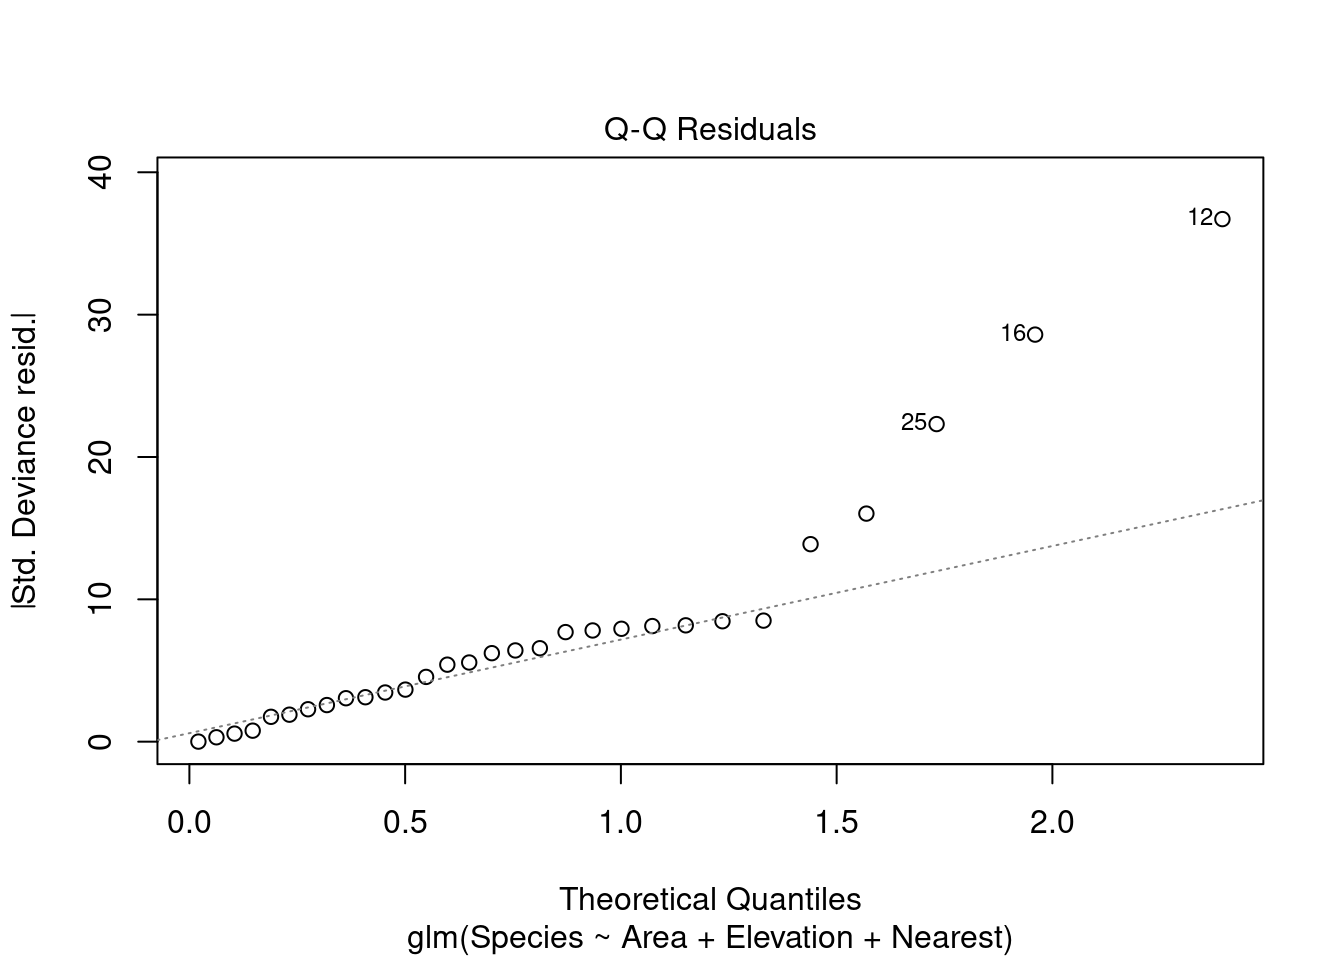 Q-Q Residuals
40
30
20
10
0
|Std. Deviance resid.|
12
16
25
0.0 0.5 1.0 1.5 2.0
Theoretical Quantiles
glm(Species ~ Area + Elevation + Nearest)